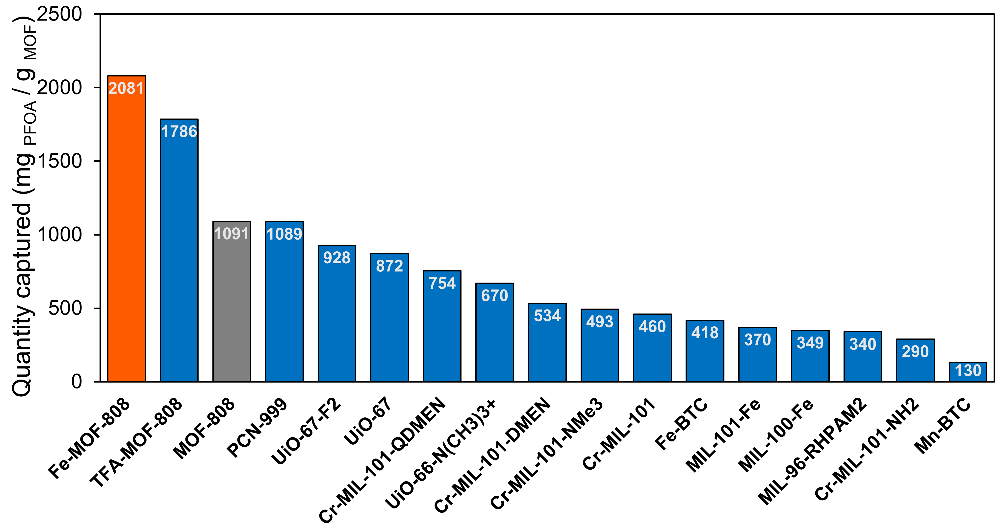 Quantity captured (mg PFOA / g MOF)
2500
2000
1500
1000
500
0
2081
1786
1091
1089
928
872
754
670
534
493
460
418
370
349
340
290
130
Fe-MOF-808
TFA-MOF-808
MOF-808
PCN-999
UiO-67-F2
UiO-67
Cr-MIL-101-QDMEN
UiO-66-N(CH3)3+
Cr-MIL-101-DMEN
Cr-MIL-101-NMe3
Cr-MIL-101
Fe-BTC
MIL-101-Fe
MIL-100-Fe
MIL-96-RHPAM2
Cr-MIL-101-NH2
Mn-BTC